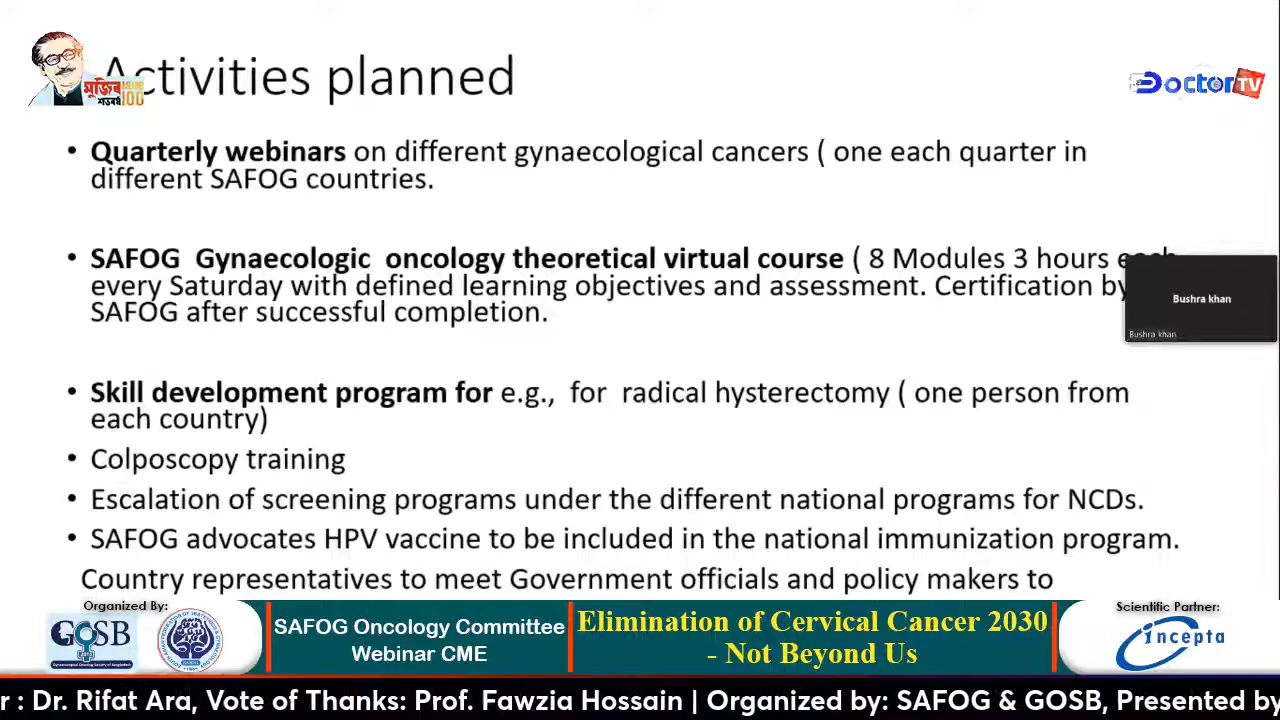 Activities planned
মুজিব MUJIB
শতবর্ষ 100
Doctor TV
• Quarterly webinars on different gynaecological cancers ( one each quarter in
different SAFOG countries.
• SAFOG Gynaecologic oncology theoretical virtual course ( 8 Modules 3 hours each
every Saturday with defined learning objectives and assessment. Certification by
SAFOG after successful completion.
Bushra khan
Bushra khan
• Skill development program for e.g., for radical hysterectomy ( one person from
each country)
• Colposcopy training
• Escalation of screening programs under the different national programs for NCDs.
• SAFOG advocates HPV vaccine to be included in the national immunization program.
Country representatives to meet Government officials and policy makers to
Organized By:
GOSB
SAFOG Oncology Committee
Webinar CME
Elimination of Cervical Cancer 2030
- Not Beyond Us
Scientific Partner:
incepta
r : Dr. Rifat Ara, Vote of Thanks: Prof. Fawzia Hossain | Organized by: SAFOG & GOSB, Presented by